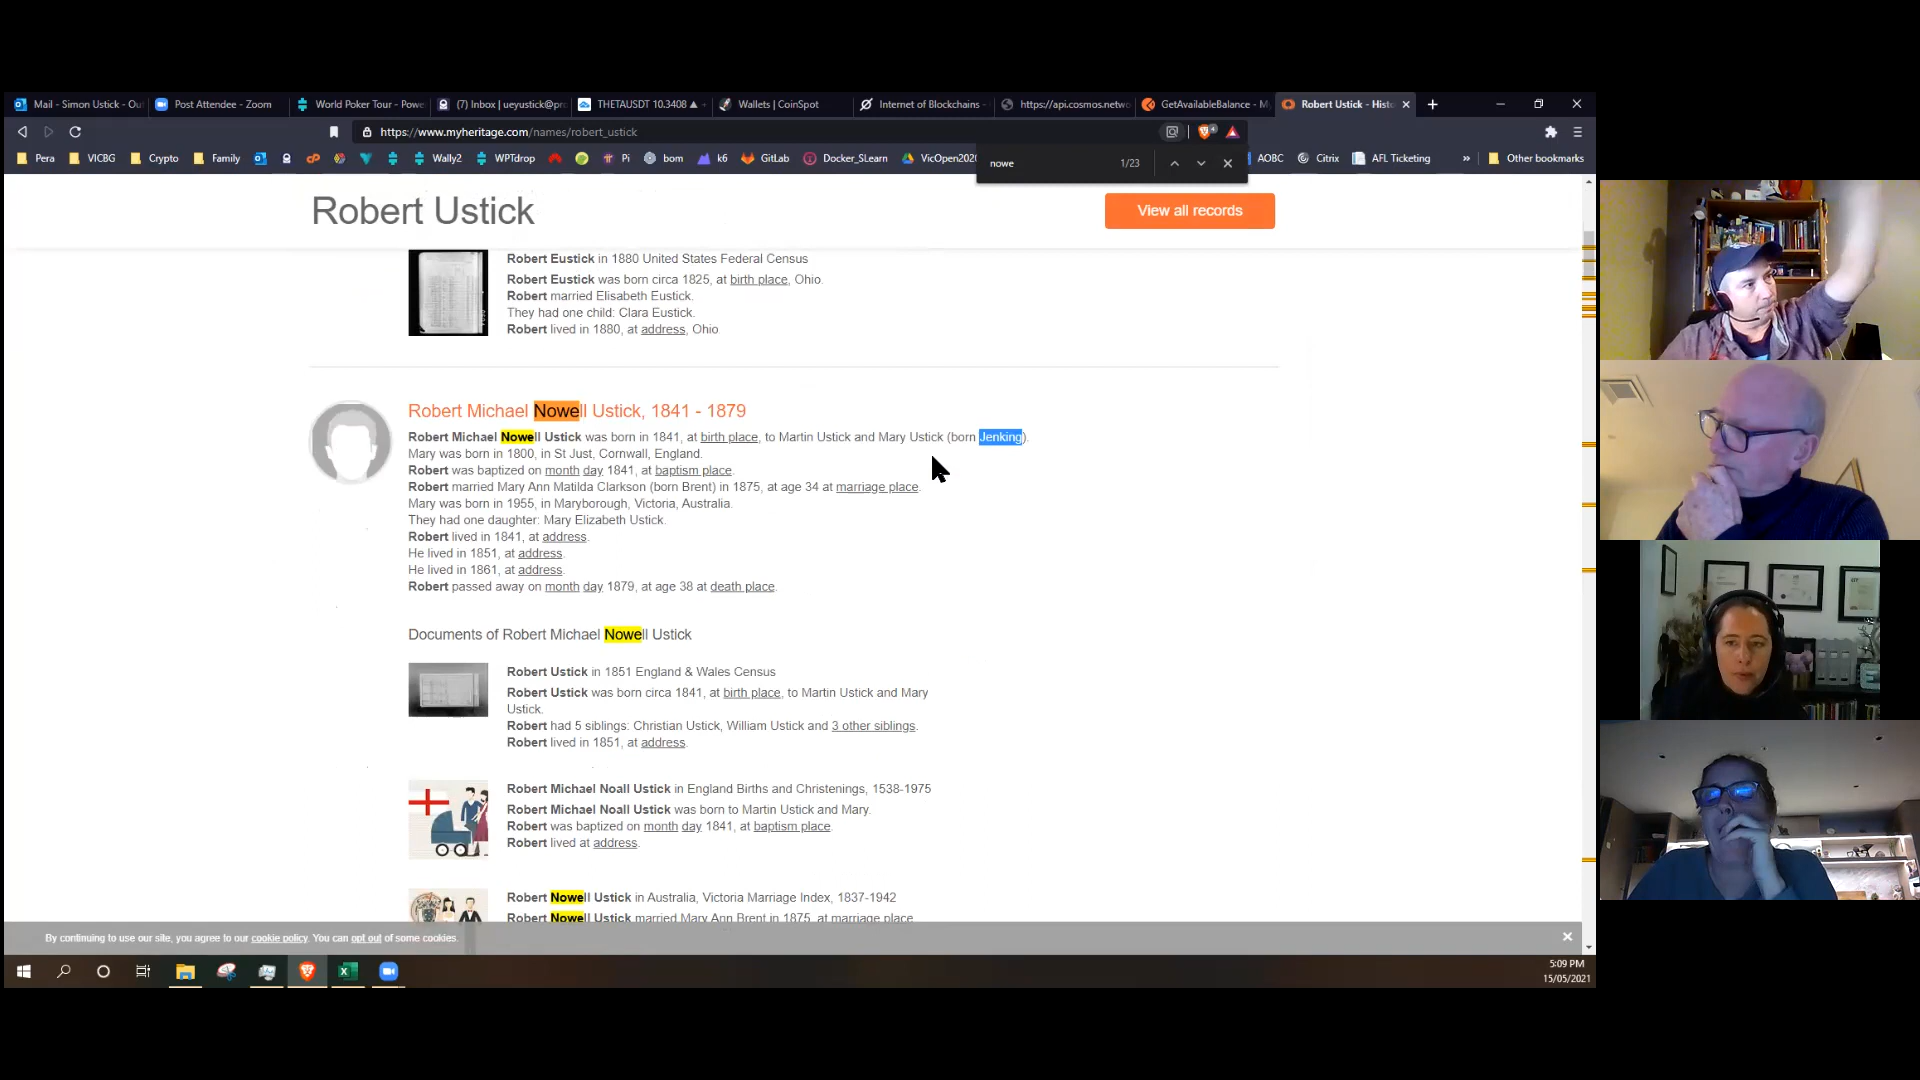 Mail - Simon Ustick - Ou
Post Attendee - Zoom
World Poker Tour - Powe
(7) Inbox | ueyustick@pro
THETAUSDT 10.3408 ▲
Wallets | CoinSpot
Internet of Blockchains -
https://api.cosmos.netwo
GetAvailableBalance - My
Robert Ustick - Histo
https://www.myheritage.com/names/robert_ustick
Pera
VICBG
Crypto
Family
Wally2
WPTdrop
Pi
bom
k6
GitLab
Docker_SLearn
VicOpen202
AOBC
Citrix
AFL Ticketing
»
Other bookmarks
nowe
1/23
Robert Ustick
View all records
Robert Eustick in 1880 United States Federal Census
Robert Eustick was born circa 1825, at birth place, Ohio.
Robert married Elisabeth Eustick.
They had one child: Clara Eustick.
Robert lived in 1880, at address, Ohio
Robert Michael Nowell Ustick, 1841 - 1879
Robert Michael Nowell Ustick was born in 1841, at birth place, to Martin Ustick and Mary Ustick (born Jenking).
Mary was born in 1800, in St Just, Cornwall, England.
Robert was baptized on month day 1841, at baptism place.
Robert married Mary Ann Matilda Clarkson (born Brent) in 1875, at age 34 at marriage place.
Mary was born in 1955, in Maryborough, Victoria, Australia.
They had one daughter: Mary Elizabeth Ustick.
Robert lived in 1841, at address.
He lived in 1851, at address.
He lived in 1861, at address.
Robert passed away on month day 1879, at age 38 at death place.
Documents of Robert Michael Nowell Ustick
Robert Ustick in 1851 England & Wales Census
Robert Ustick was born circa 1841, at birth place, to Martin Ustick and Mary
Ustick.
Robert had 5 siblings: Christian Ustick, William Ustick and 3 other siblings.
Robert lived in 1851, at address.
Robert Michael Noall Ustick in England Births and Christenings, 1538-1975
Robert Michael Noall Ustick was born to Martin Ustick and Mary.
Robert was baptized on month day 1841, at baptism place.
Robert lived at address.
Robert Nowell Ustick in Australia, Victoria Marriage Index, 1837-1942
Robert Nowell Ustick married Mary Ann Brent in 1875, at marriage place
By continuing to use our site, you agree to our cookie policy. You can opt out of some cookies.
5:09 PM
15/05/2021